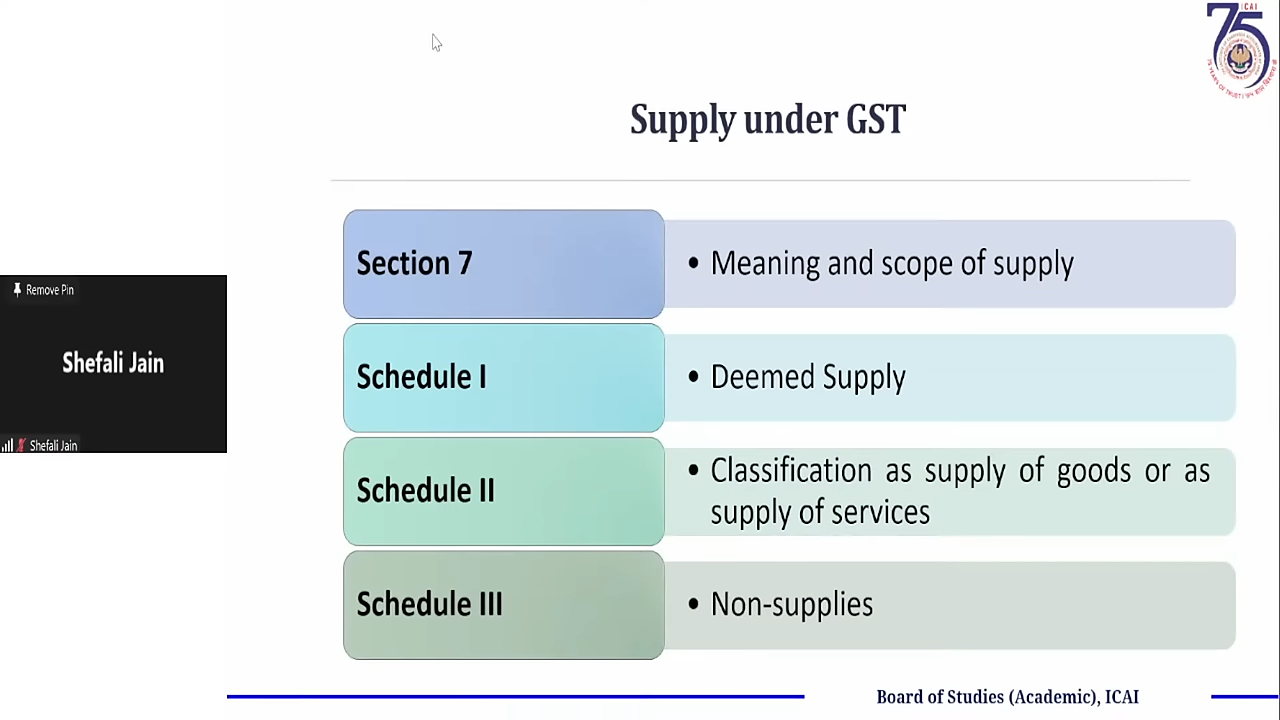 ICAI
75
Supply under GST
Section 7
• Meaning and scope of supply
Remove Pin
Shefali Jain
Shefali Jain
Schedule I
• Deemed Supply
Schedule II
• Classification as supply of goods or as
supply of services
Schedule III
• Non-supplies
Board of Studies (Academic), ICAI